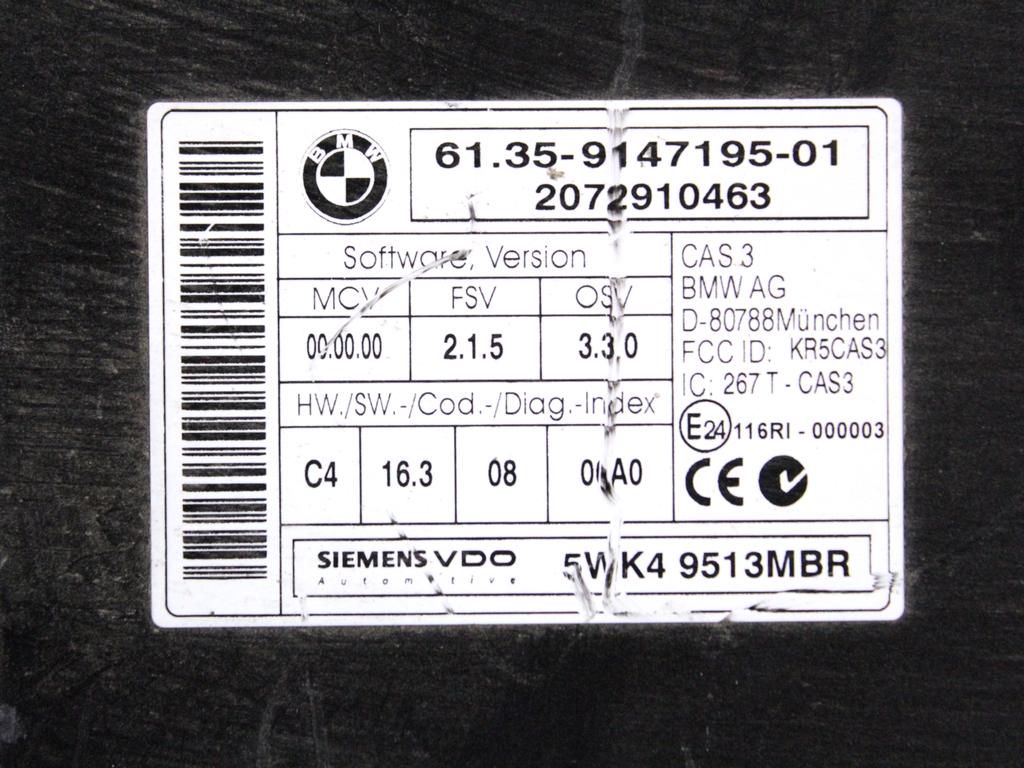 BMW
61.35-9147195-01
2072910463
Software, Version
MCV FSV OSV
00.00.00 2.1.5 3.3.0
HW./SW.-/Cod.-/Diag.-Index
C4 16.3 08 00A0
CAS 3
BMW AG
D-80788München
FCC ID: KR5CAS3
IC: 267 T - CAS3
E24 116RI - 000003
CE
SIEMENS VDO
Automotive
5WK4 9513MBR